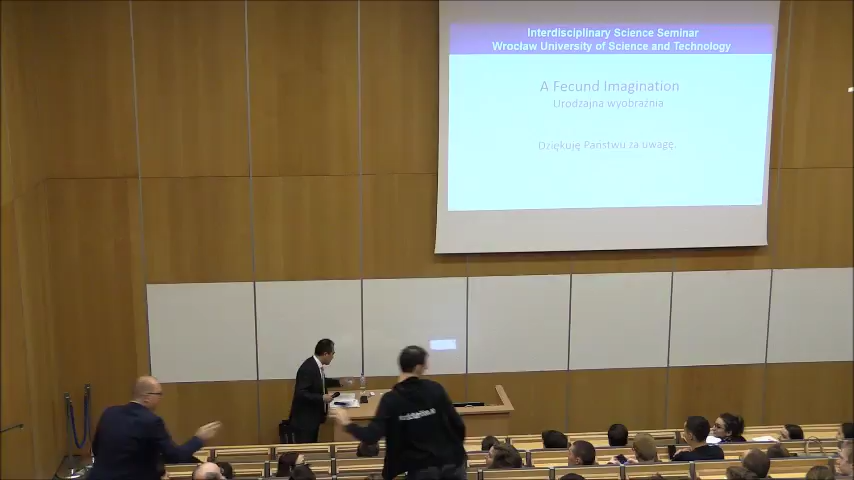 Interdisciplinary Science Seminar
Wrocław University of Science and Technology
A Fecund Imagination
Urodzajna wyobraźnia
Dziękuję Państwu za uwagę.